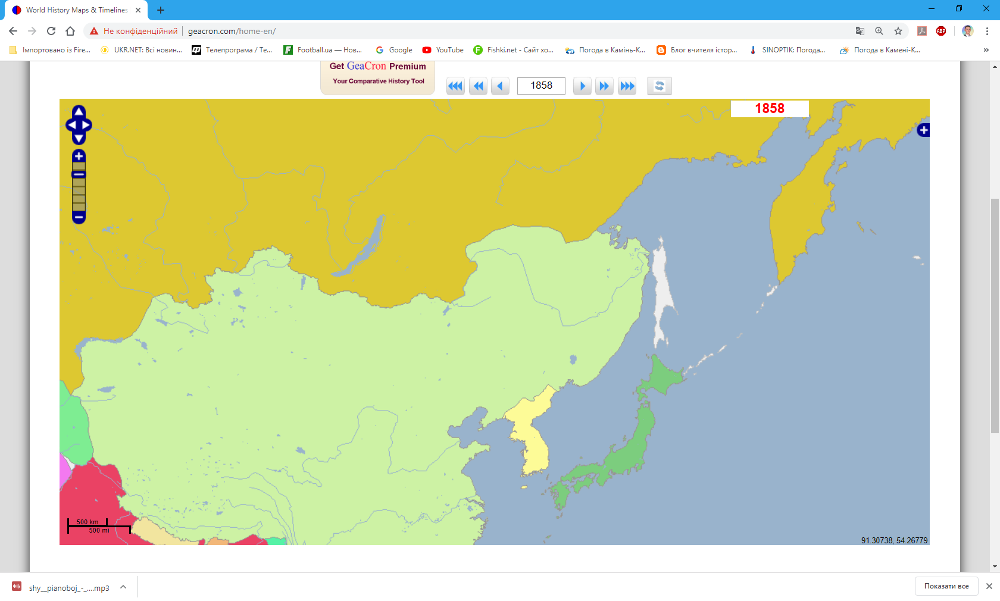 World History Maps & Timelines
Не конфіденційний
geacron.com/home-en/
Імпортовано із Fire...
UKR.NET: Всі новин...
Телепрограма / Те...
Football.ua — Нов...
Google
YouTube
Fishki.net - Сайт хо...
Погода в Камінь-К...
Блог вчителя істор...
SINOPTIK: Погода...
Погода в Камені-К...
»
ABP
Get GeaCron Premium
Your Comparative History Tool
1858
1858
500 km
500 mi
91.30738, 54.26779
shy__pianoboj_-_....mp3
Показати все